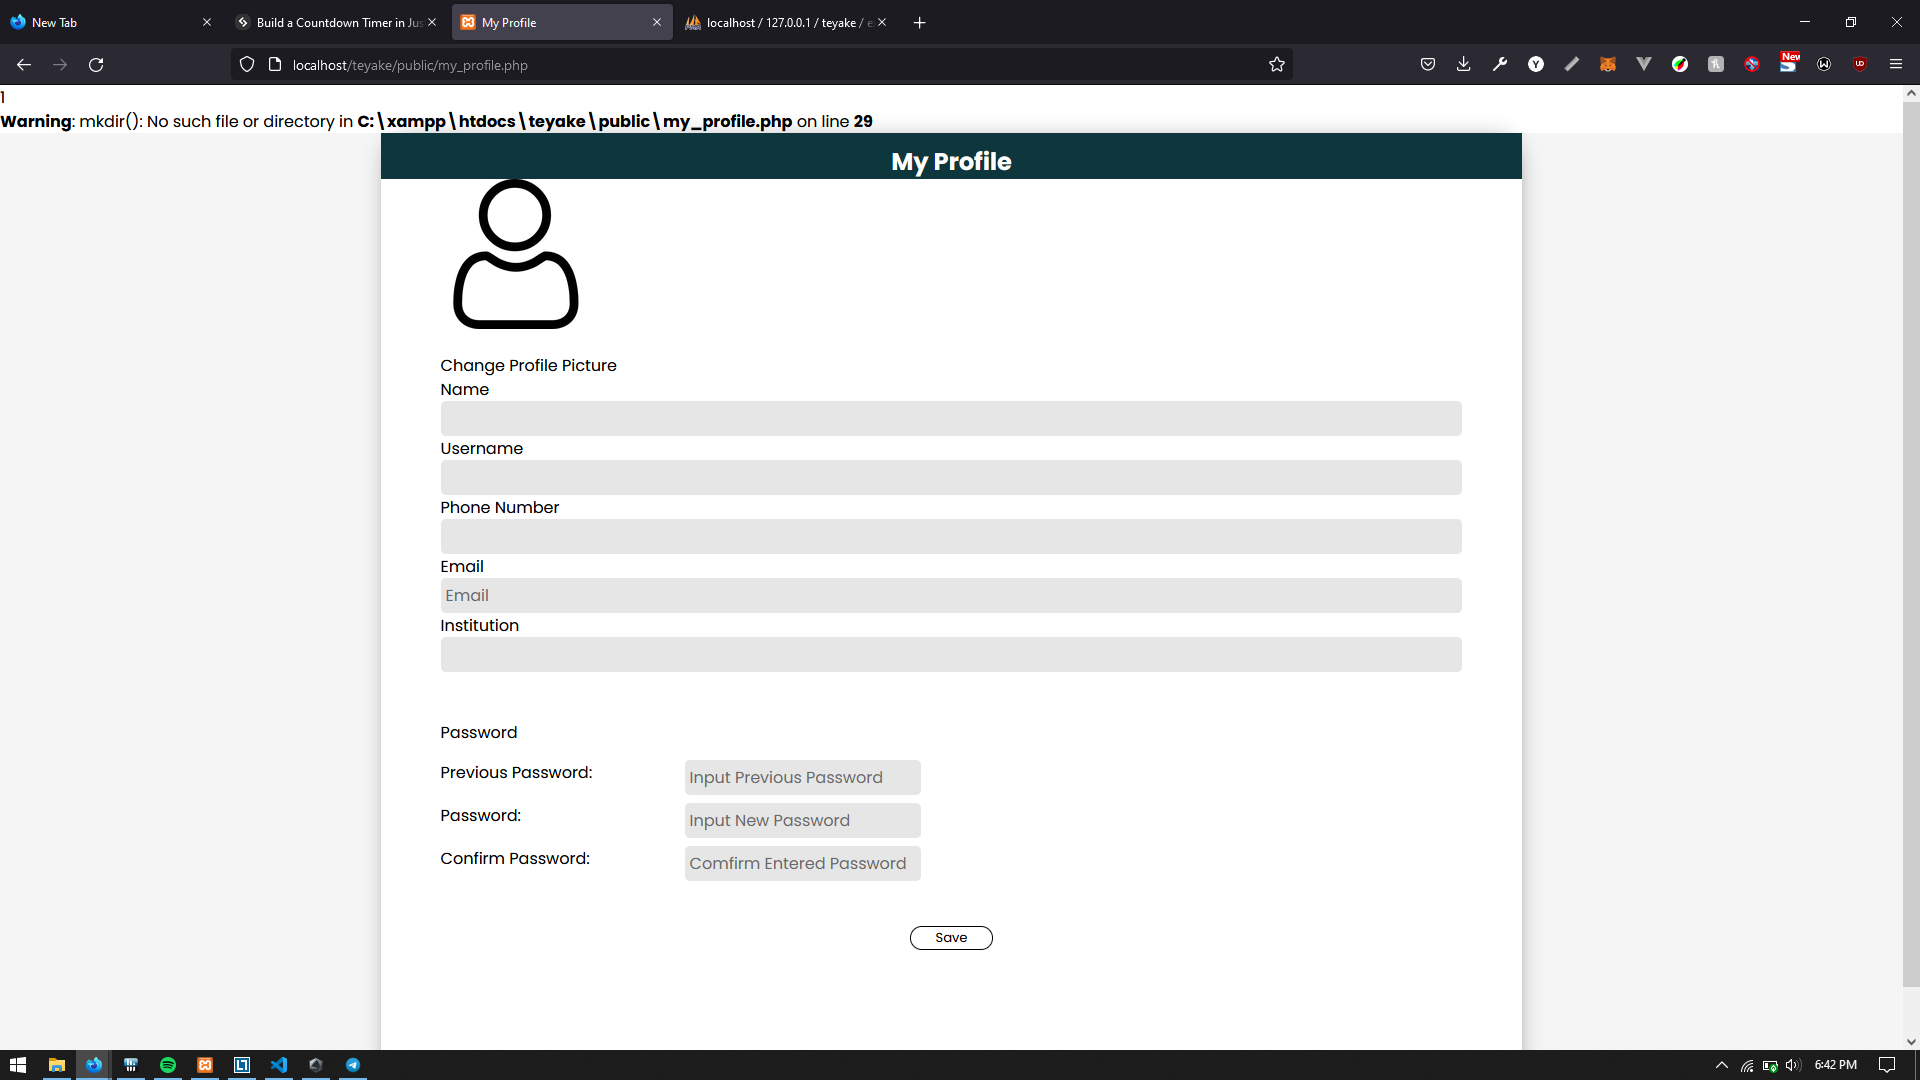 New Tab
Build a Countdown Timer in Jus
My Profile
localhost / 127.0.0.1 / teyake / e
localhost/teyake/public/my_profile.php
New
1
Warning: mkdir(): No such file or directory in C:\xampp\htdocs\teyake\public\my_profile.php on line 29
My Profile
Change Profile Picture
Name
Username
Phone Number
Email
Email
Institution
Password
Previous Password:
Input Previous Password
Password:
Input New Password
Confirm Password:
Comfirm Entered Password
Save
6:42 PM